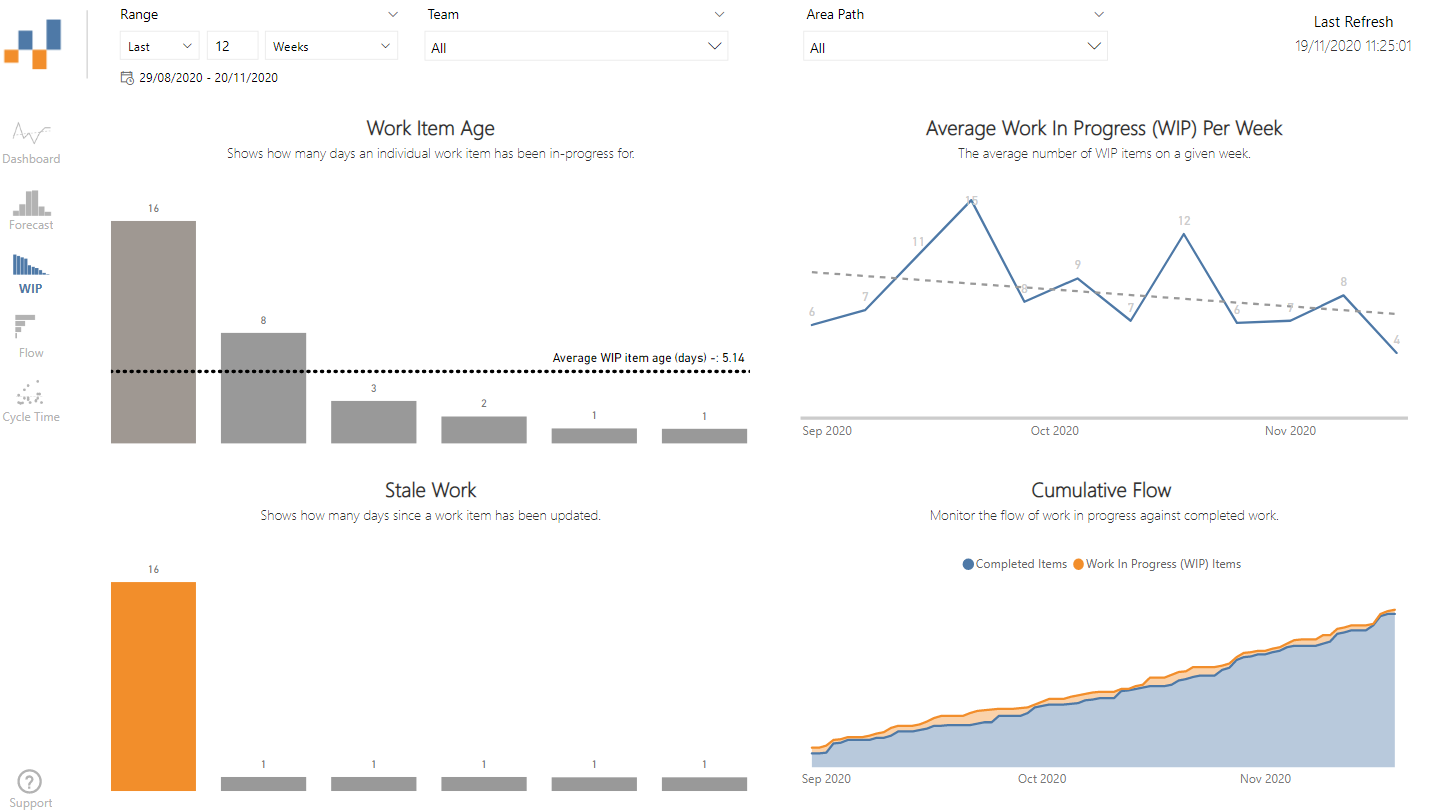 Range
Team
Area Path
Last Refresh
Last
12
Weeks
All
All
19/11/2020 11:25:01
29/08/2020 - 20/11/2020
Dashboard
Forecast
WIP
Flow
Cycle Time
Support
Work Item Age
Shows how many days an individual work item has been in-progress for.
16
8
Average WIP item age (days) -: 5.14
3
2
1
1
Average Work In Progress (WIP) Per Week
The average number of WIP items on a given week.
6
7
11
15
8
9
7
12
6
7
8
4
Sep 2020
Oct 2020
Nov 2020
Stale Work
Shows how many days since a work item has been updated.
16
1
1
1
1
1
Cumulative Flow
Monitor the flow of work in progress against completed work.
Completed Items
Work In Progress (WIP) Items
Sep 2020
Oct 2020
Nov 2020